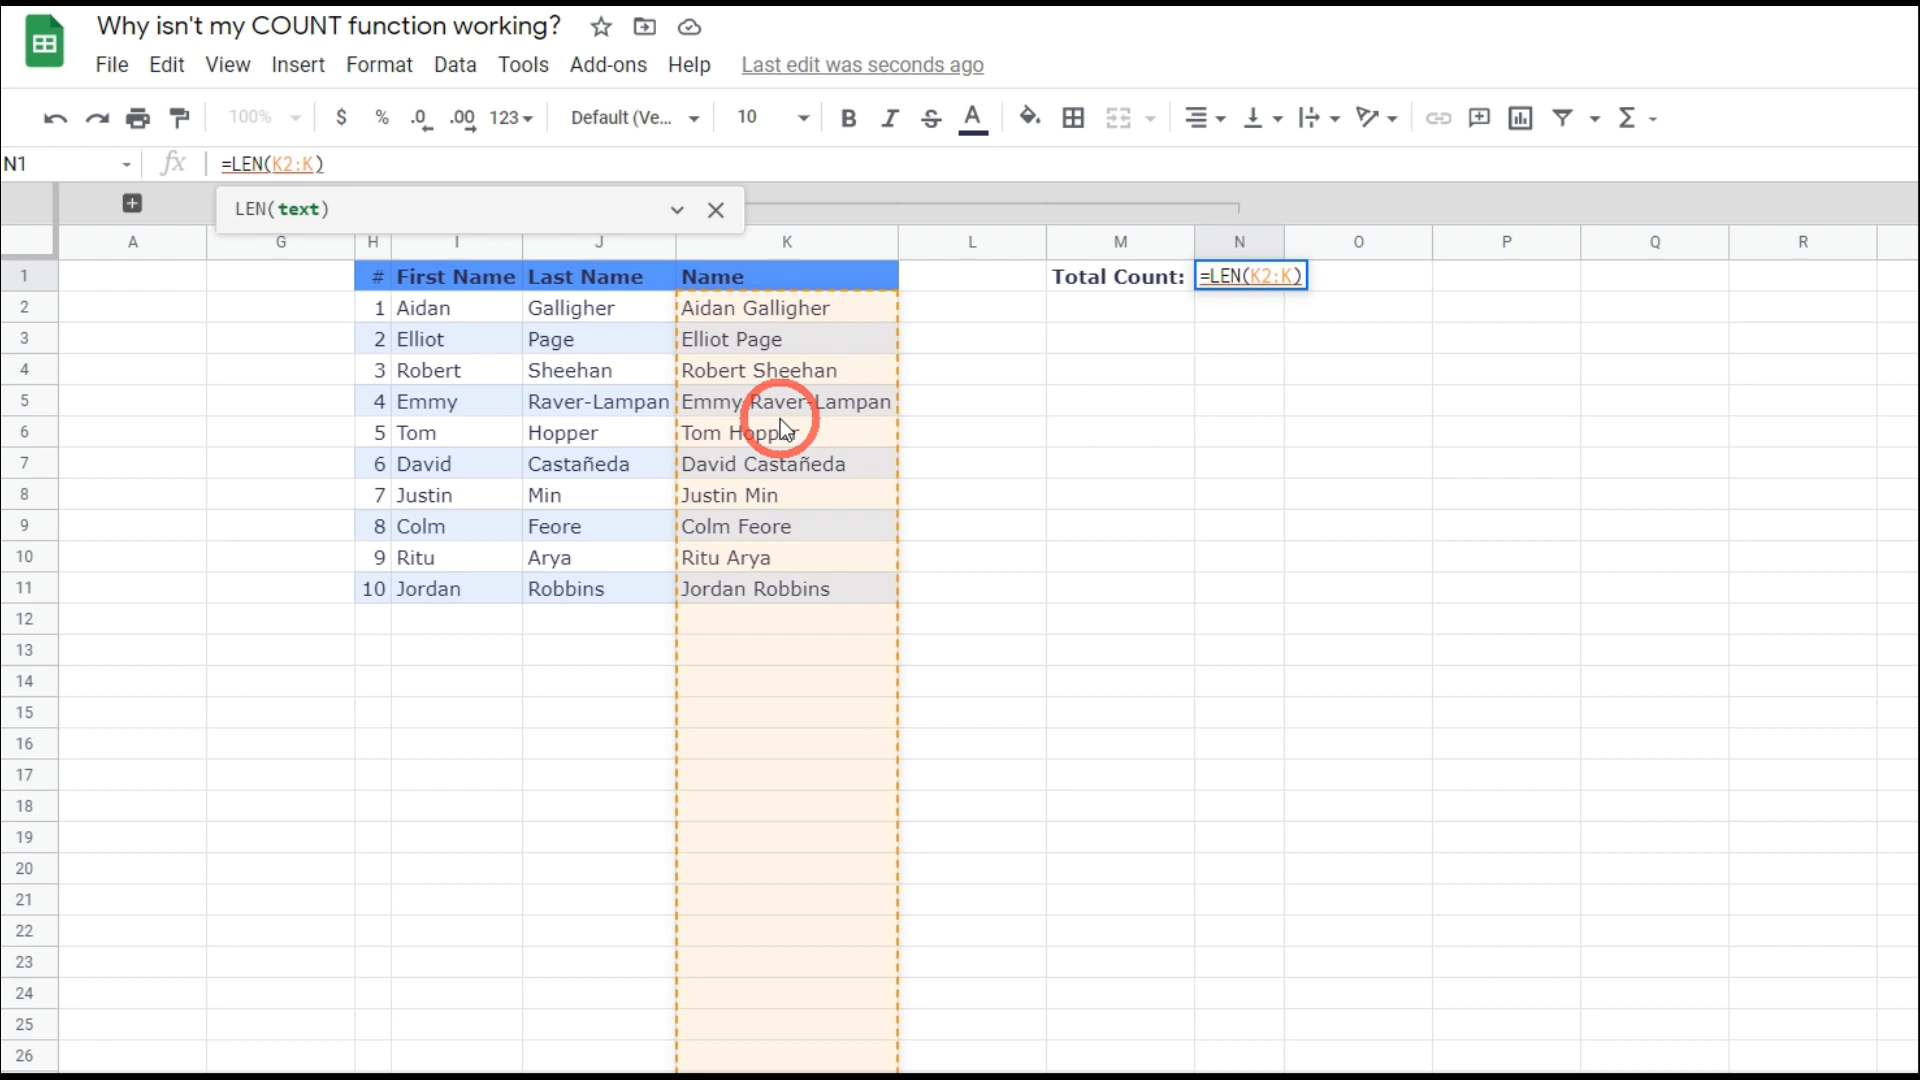 Why isn't my COUNT function working?
File Edit View Insert Format Data Tools Add-ons Help Last edit was seconds ago
100% $ % .0 .00 123 Default (Ve... 10 B I S A Σ
N1 fx =LEN(K2:K)
LEN(text)
A G H I J K L M N O P Q R
1 # First Name Last Name Name Total Count: =LEN(K2:K)
2 1 Aidan Galligher Aidan Galligher
3 2 Elliot Page Elliot Page
4 3 Robert Sheehan Robert Sheehan
5 4 Emmy Raver-Lampan Emmy Raver-Lampan
6 5 Tom Hopper Tom Hopper
7 6 David Castañeda David Castañeda
8 7 Justin Min Justin Min
9 8 Colm Feore Colm Feore
10 9 Ritu Arya Ritu Arya
11 10 Jordan Robbins Jordan Robbins
12
13
14
15
16
17
18
19
20
21
22
23
24
25
26